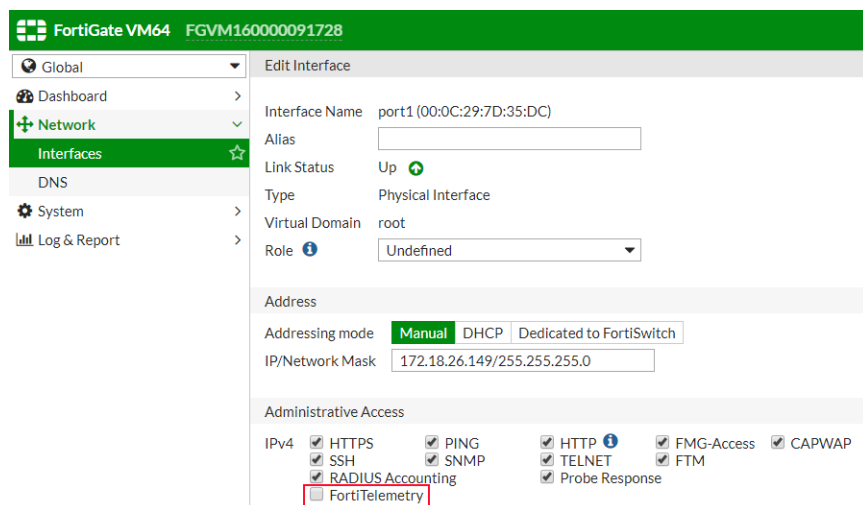 FortiGate VM64 FGVM160000091728
Global
Dashboard
Network
Interfaces
DNS
System
Log & Report
Edit Interface
Interface Name port1 (00:0C:29:7D:35:DC)
Alias
Link Status Up
Type Physical Interface
Virtual Domain root
Role Undefined
Address
Addressing mode Manual DHCP Dedicated to FortiSwitch
IP/Network Mask 172.18.26.149/255.255.255.0
Administrative Access
IPv4 HTTPS PING HTTP FMG-Access CAPWAP
SSH SNMP TELNET FTM
RADIUS Accounting Probe Response
FortiTelemetry